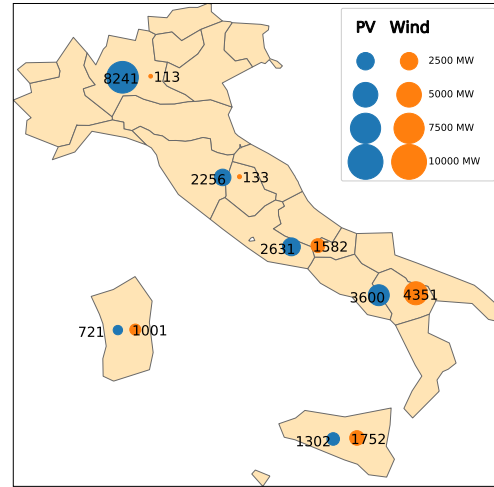 PV Wind
2500 MW
5000 MW
7500 MW
10000 MW
8241 113
2256 133
2631 1582
3600 4351
721 1001
1302 1752